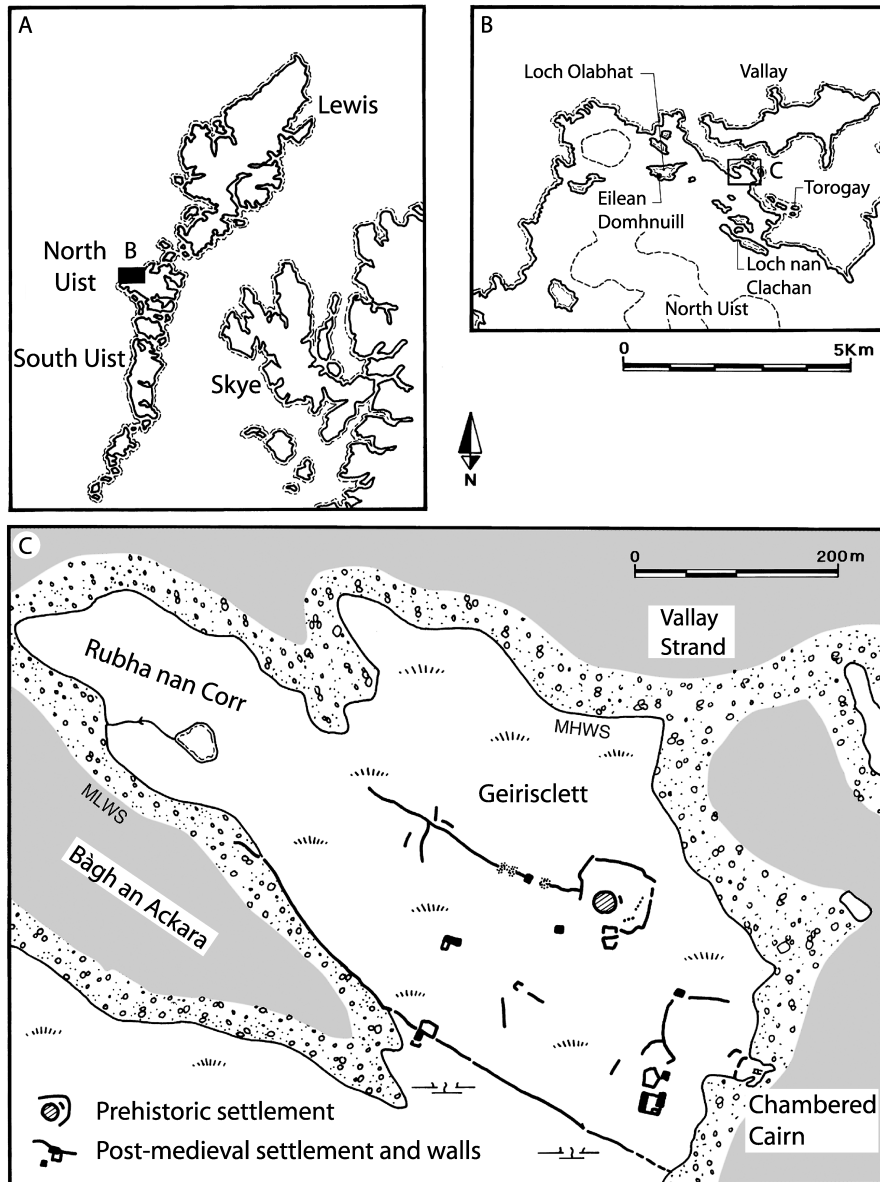 A
Lewis
North B
Uist
South Uist
Skye
B
Loch Olabhat
Vallay
C
Torogay
Eilean
Domhnuill
Loch nan
Clachan
North Uist
0 5Km
N
C
0 200m
Vallay
Strand
Rubha nan Corr
MHWS
Geirisclett
MLWS
Bàgh an Ackara
Chambered
Cairn
Prehistoric settlement
Post-medieval settlement and walls